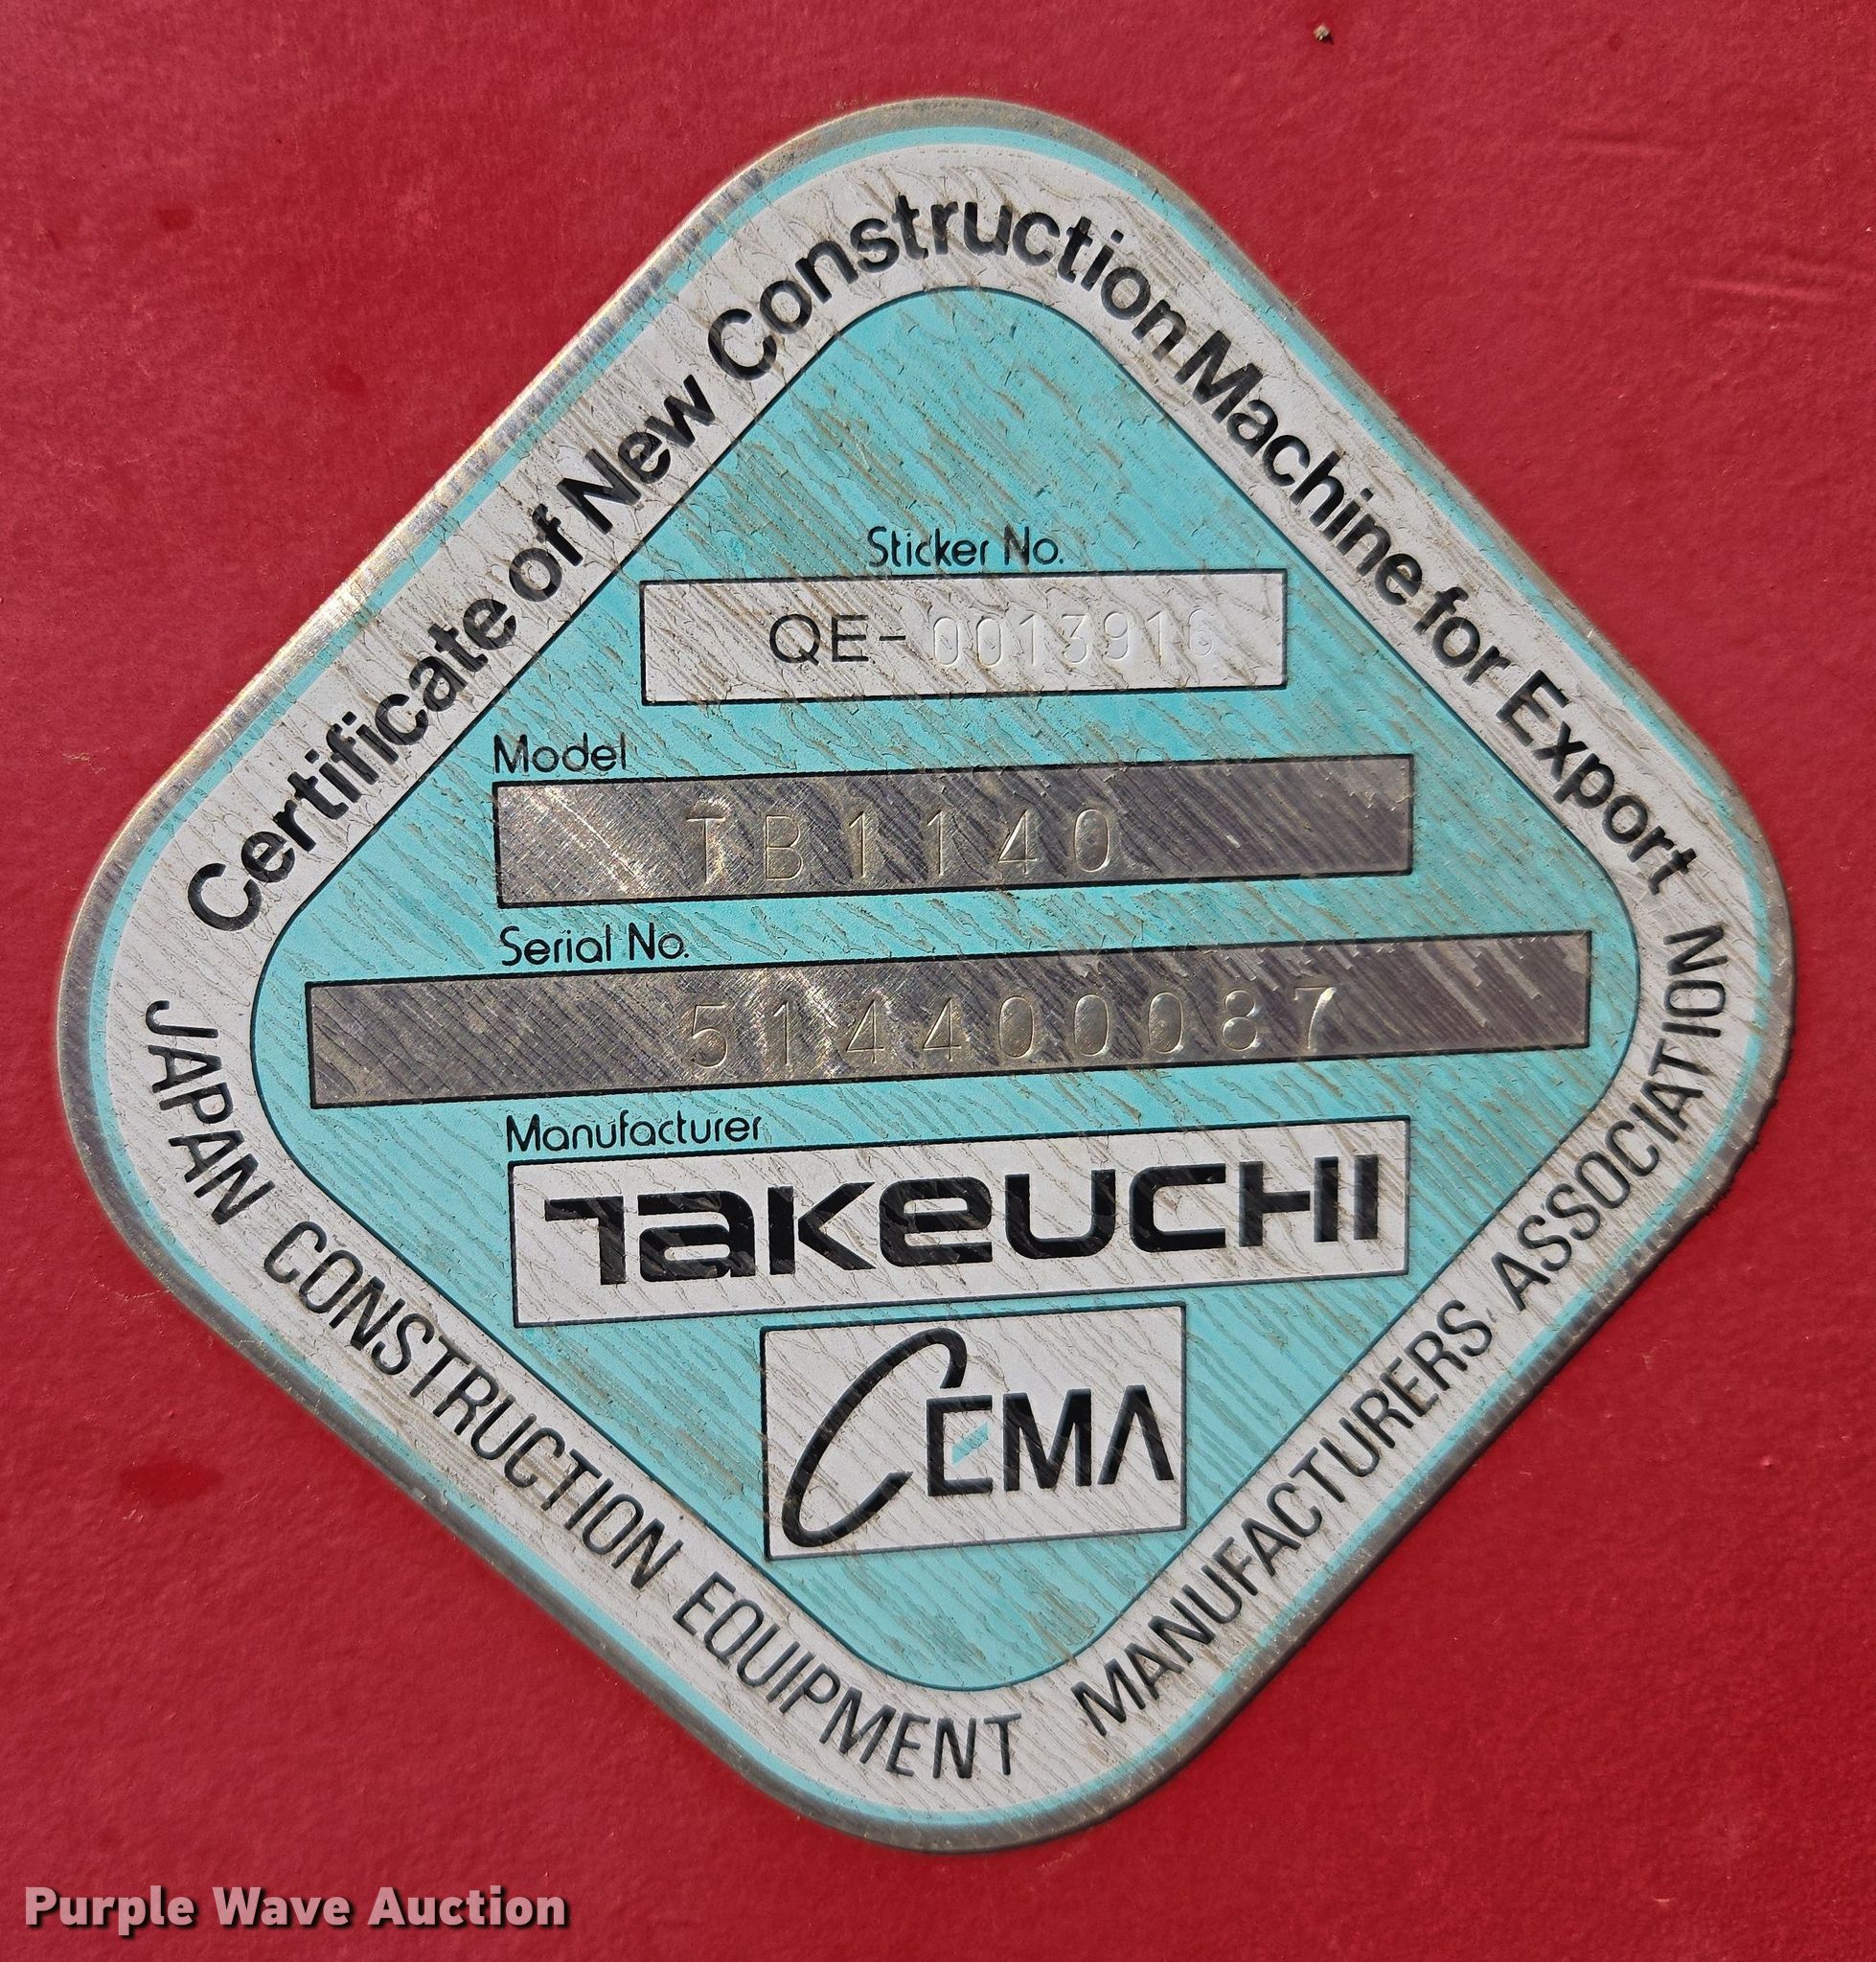 Certificate of New Construction Machine for Export
Sticker No.
QE-0013916
Model
TB1140
Serial No.
514400087
Manufacturer
TAKEUCHI
CEMA
JAPAN CONSTRUCTION EQUIPMENT MANUFACTURERS ASSOCIATION
Purple Wave Auction